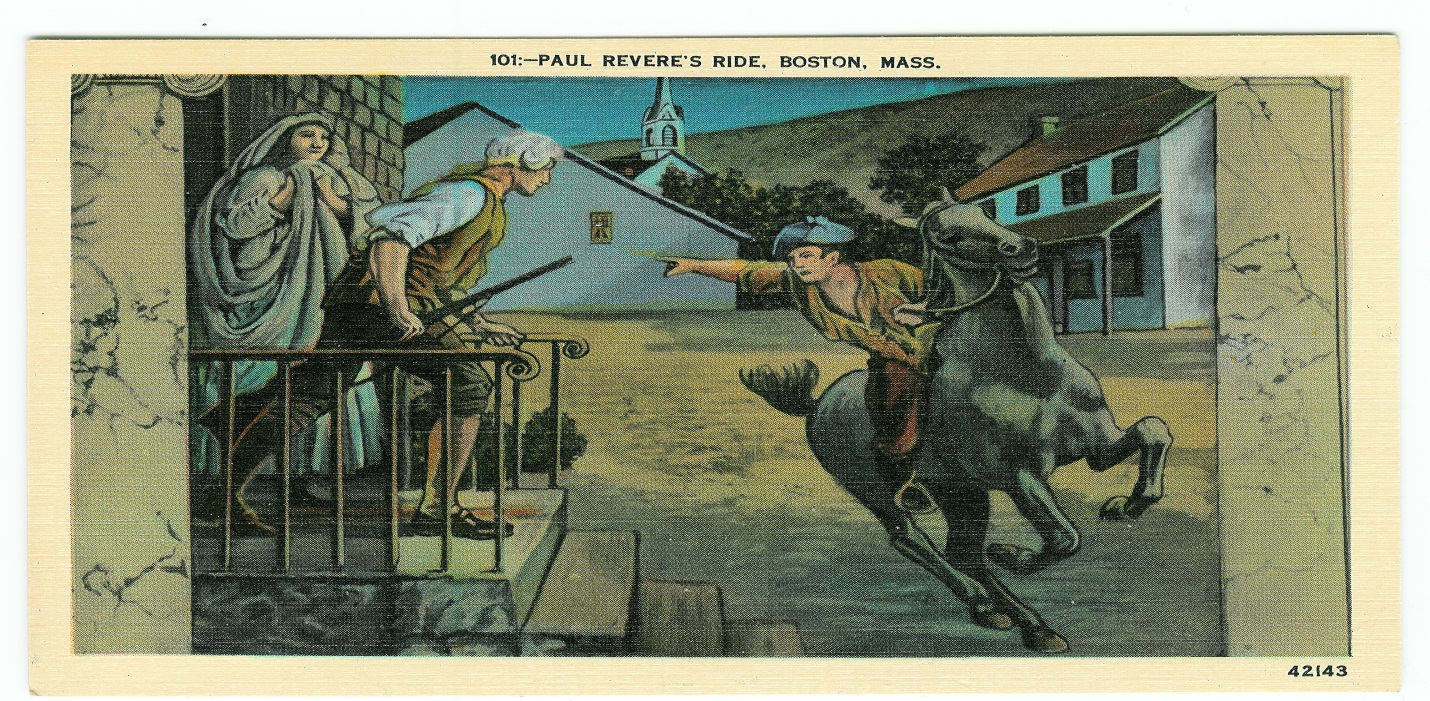 101:—PAUL REVERE'S RIDE, BOSTON, MASS.
42143